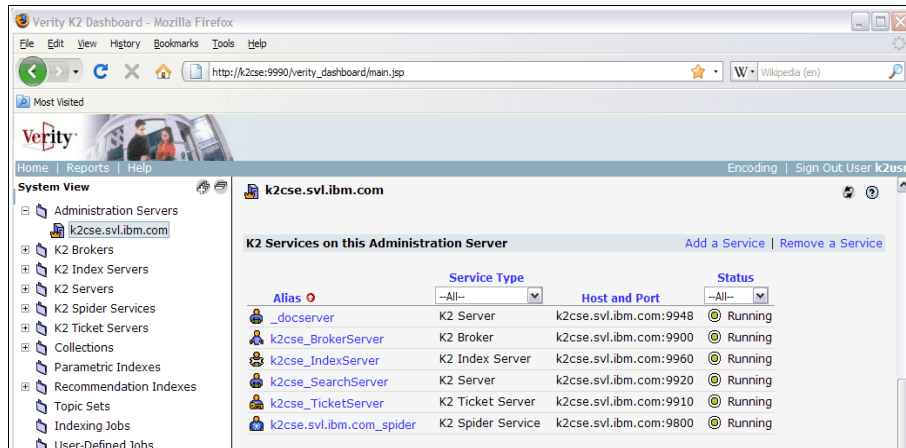 Verity K2 Dashboard - Mozilla Firefox
File Edit View History Bookmarks Tools Help
http://k2cse:9990/verity_dashboard/main.jsp
W Wikipedia (en)
Most Visited
Verity
Home | Reports | Help
Encoding | Sign Out User k2usr
System View
Administration Servers
k2cse.svl.ibm.com
K2 Brokers
K2 Index Servers
K2 Servers
K2 Spider Services
K2 Ticket Servers
Collections
Parametric Indexes
Recommendation Indexes
Topic Sets
Indexing Jobs
User-Defined Jobs
k2cse.svl.ibm.com
K2 Services on this Administration Server
Add a Service | Remove a Service
Alias Service Type Host and Port Status
--All-- --All--
_docserver K2 Server k2cse.svl.ibm.com:9948 Running
k2cse_BrokerServer K2 Broker k2cse.svl.ibm.com:9900 Running
k2cse_IndexServer K2 Index Server k2cse.svl.ibm.com:9960 Running
k2cse_SearchServer K2 Server k2cse.svl.ibm.com:9920 Running
k2cse_TicketServer K2 Ticket Server k2cse.svl.ibm.com:9910 Running
k2cse.svl.ibm.com_spider K2 Spider Service k2cse.svl.ibm.com:9800 Running